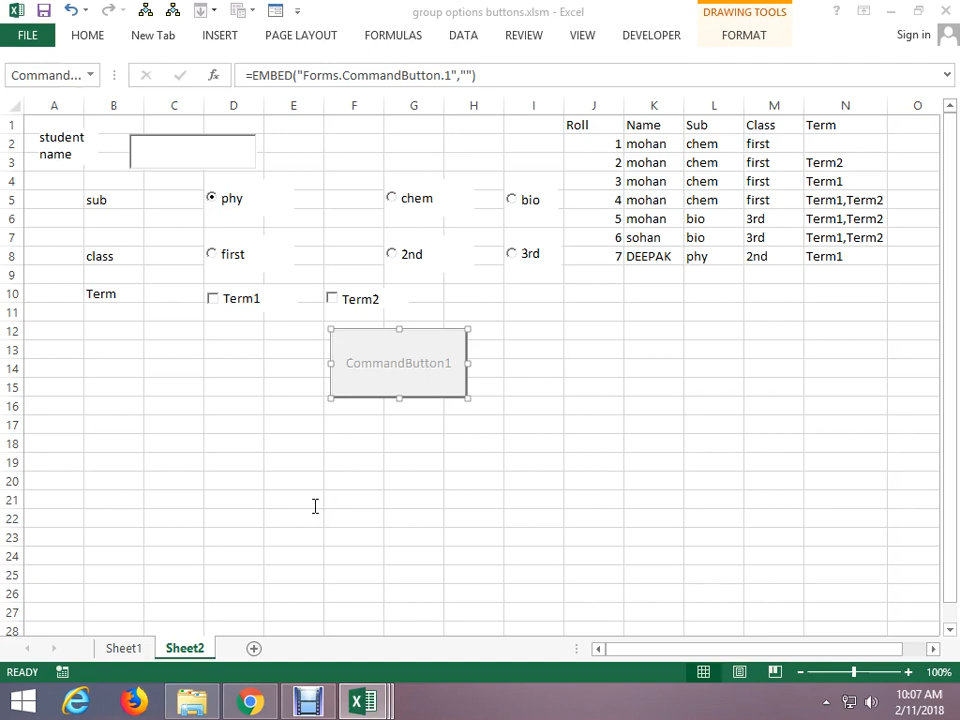 group options buttons.xlsm - Excel
DRAWING TOOLS
FILE HOME New Tab INSERT PAGE LAYOUT FORMULAS DATA REVIEW VIEW DEVELOPER FORMAT Sign in
Command... =EMBED("Forms.CommandButton.1","")
A B C D E F G H I J K L M N O
1 Roll Name Sub Class Term
student name
2 1 mohan chem first
3 2 mohan chem first Term2
4 3 mohan chem first Term1
5 sub phy chem bio 4 mohan chem first Term1,Term2
6 5 mohan bio 3rd Term1,Term2
7 6 sohan bio 3rd Term1,Term2
8 class first 2nd 3rd 7 DEEPAK phy 2nd Term1
9
10 Term Term1 Term2
11
12
13
CommandButton1
14
15
16
17
18
19
20
21
22
23
24
25
26
27
28
Sheet1 Sheet2
READY 100%
10:07 AM
2/11/2018